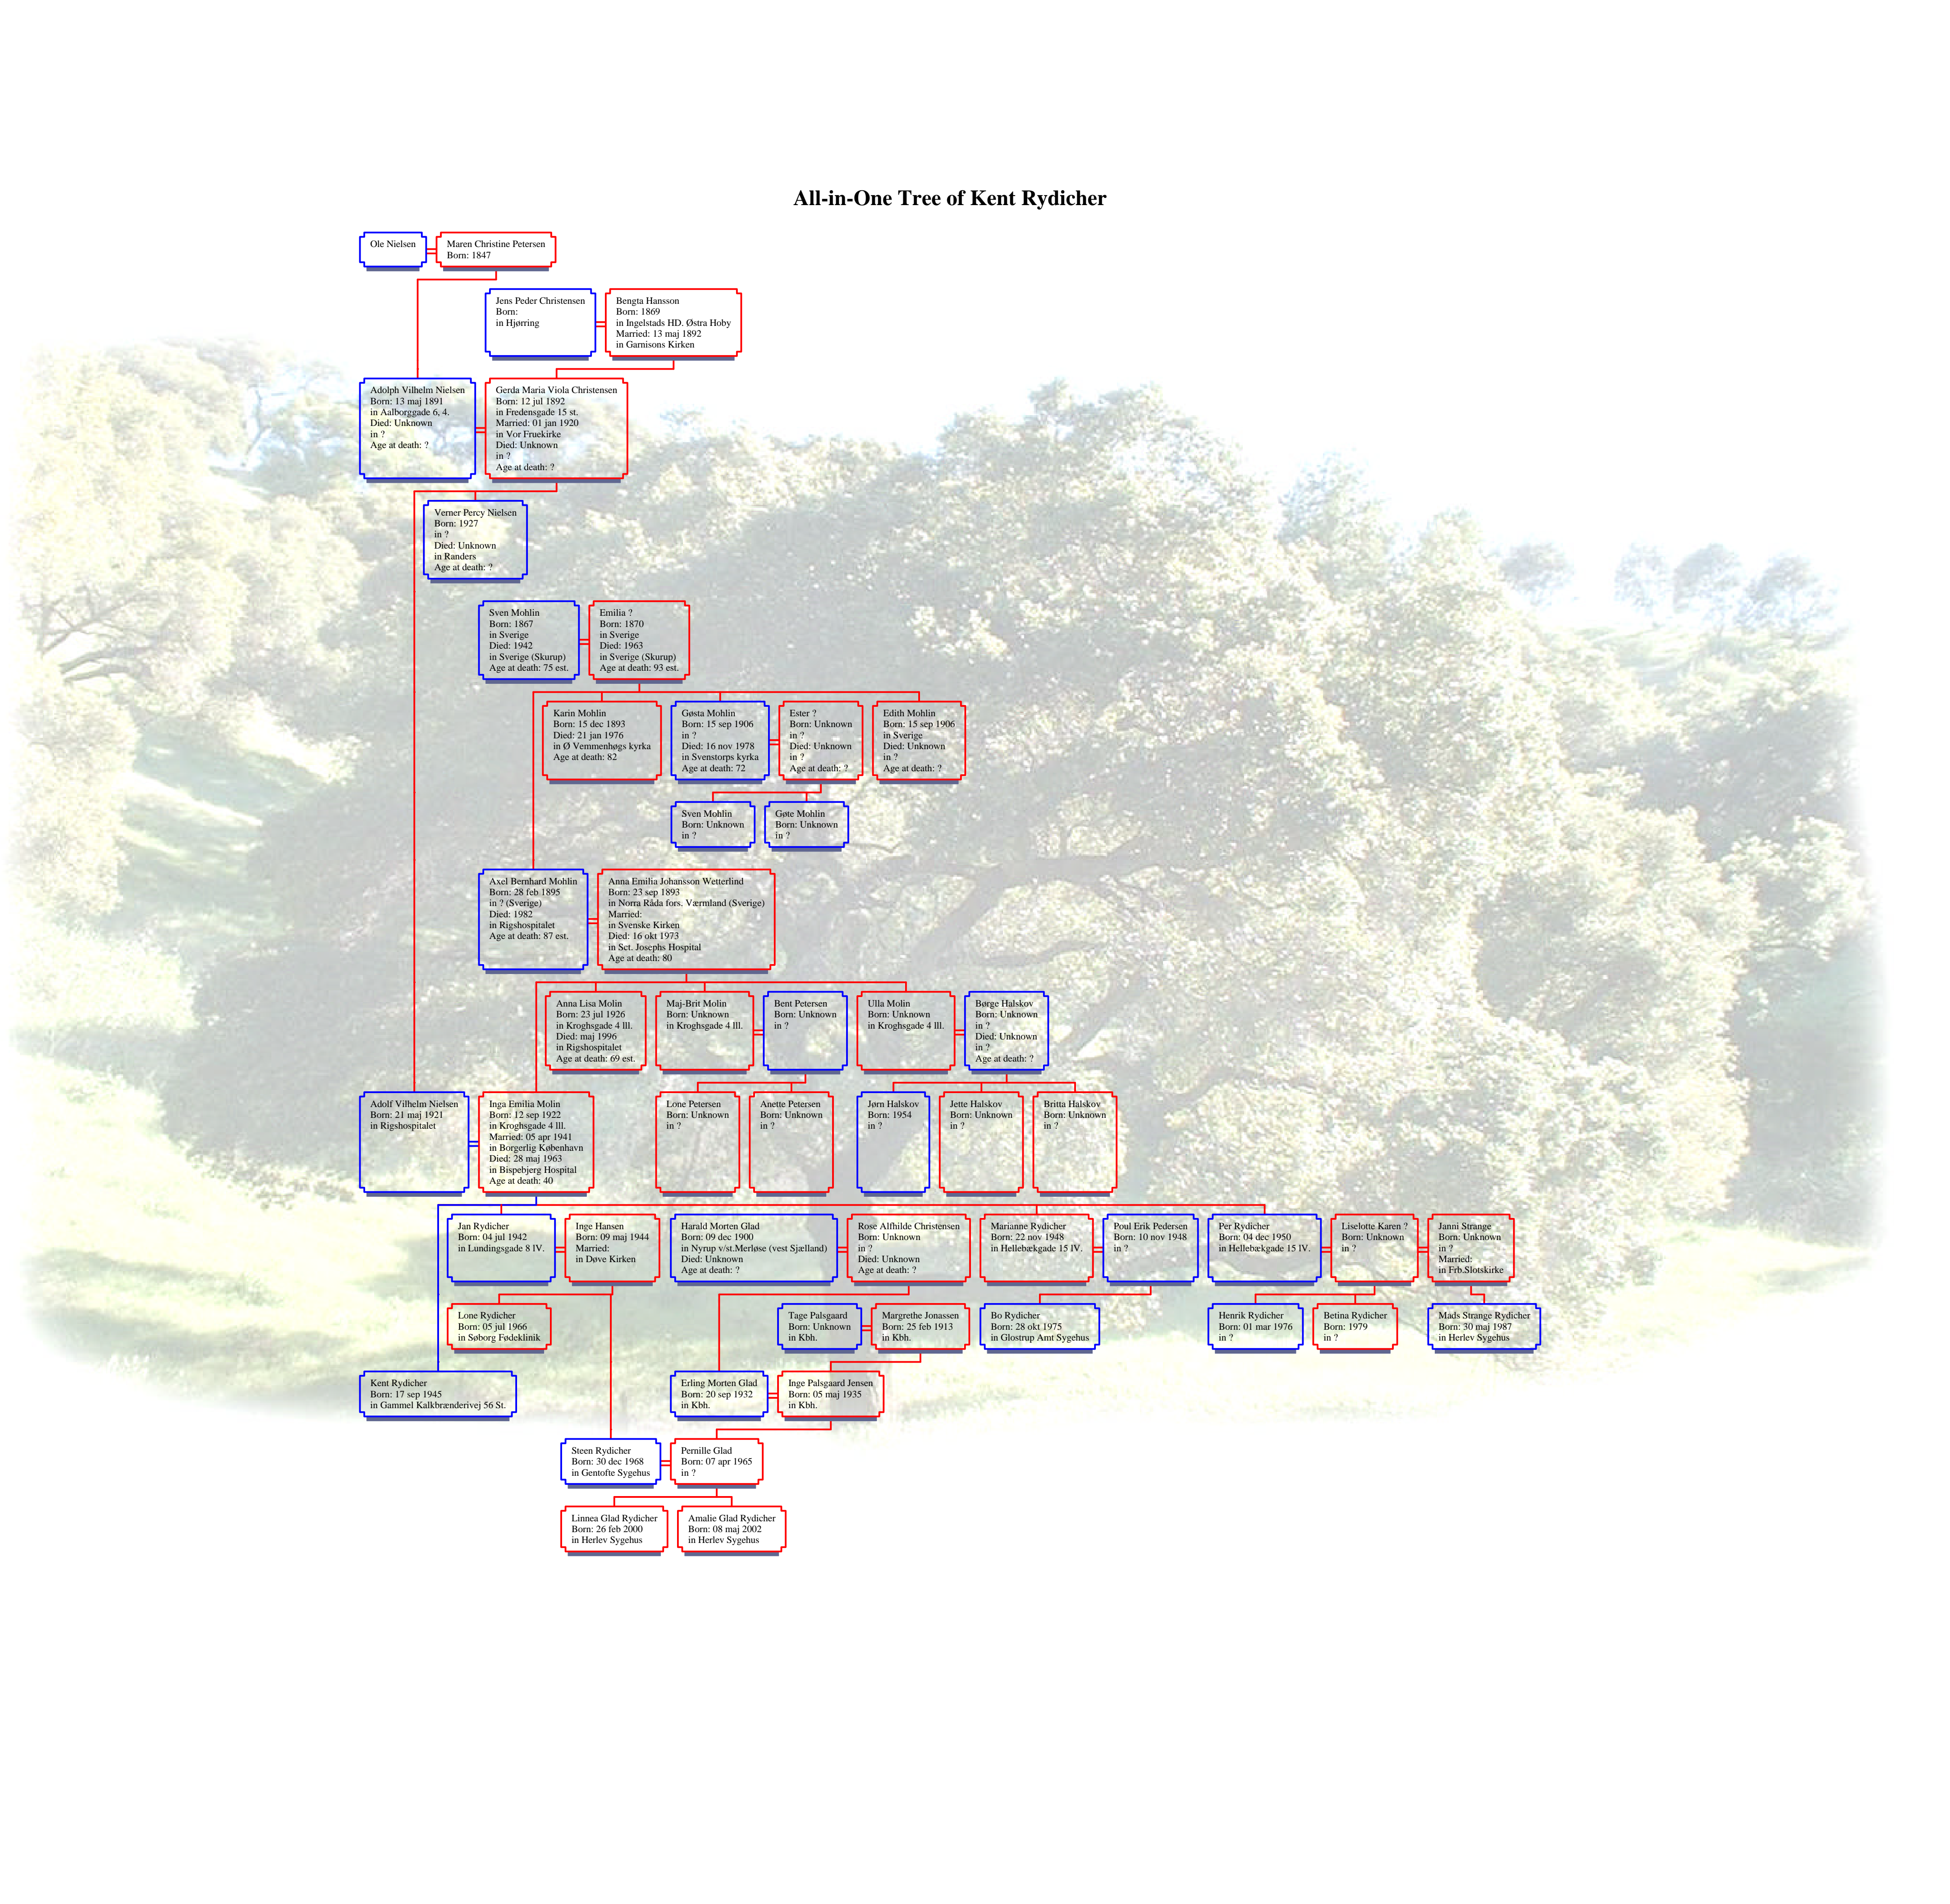 All-in-One Tree of Kent Rydicher
Ole Nielsen
Maren Christine Petersen
Born: 1847
Jens Peder Christensen
Born:
in Hjørring
Bengta Hansson
Born: 1869
in Ingelstads HD. Østra Hoby
Married: 13 maj 1892
in Garnisons Kirken
Adolph Vilhelm Nielsen
Born: 13 maj 1891
in Aalborggade 6, 4.
Died: Unknown
in ?
Age at death: ?
Gerda Maria Viola Christensen
Born: 12 jul 1892
in Fredensgade 15 st.
Married: 01 jan 1920
in Vor Fruekirke
Died: Unknown
in ?
Age at death: ?
Verner Percy Nielsen
Born: 1927
in ?
Died: Unknown
in Randers
Age at death: ?
Sven Mohlin
Born: 1867
in Sverige
Died: 1942
in Sverige (Skurup)
Age at death: 75 est.
Emilia ?
Born: 1870
in Sverige
Died: 1963
in Sverige (Skurup)
Age at death: 93 est.
Karin Mohlin
Born: 15 dec 1893
Died: 21 jan 1976
in Ø Vemmenhøgs kyrka
Age at death: 82
Gøsta Mohlin
Born: 15 sep 1906
in ?
Died: 16 nov 1978
in Svenstorps kyrka
Age at death: 72
Ester ?
Born: Unknown
in ?
Died: Unknown
in ?
Age at death: ?
Edith Mohlin
Born: 15 sep 1906
in Sverige
Died: Unknown
in ?
Age at death: ?
Sven Mohlin
Born: Unknown
in ?
Gøte Mohlin
Born: Unknown
in ?
Axel Bernhard Mohlin
Born: 28 feb 1895
in ? (Sverige)
Died: 1982
in Rigshospitalet
Age at death: 87 est.
Anna Emilia Johansson Wetterlind
Born: 23 sep 1893
in Norra Råda fors. Værmland (Sverige)
Married:
in Svenske Kirken
Died: 16 okt 1973
in Sct. Josephs Hospital
Age at death: 80
Anna Lisa Molin
Born: 23 jul 1926
in Kroghsgade 4 lll.
Died: maj 1996
in Rigshospitalet
Age at death: 69 est.
Maj-Brit Molin
Born: Unknown
in Kroghsgade 4 lll.
Bent Petersen
Born: Unknown
in ?
Ulla Molin
Born: Unknown
in Kroghsgade 4 lll.
Børge Halskov
Born: Unknown
in ?
Died: Unknown
in ?
Age at death: ?
Adolf Vilhelm Nielsen
Born: 21 maj 1921
in Rigshospitalet
Inga Emilia Molin
Born: 12 sep 1922
in Kroghsgade 4 lll.
Married: 05 apr 1941
in Borgerlig København
Died: 28 maj 1963
in Bispebjerg Hospital
Age at death: 40
Lone Petersen
Born: Unknown
in ?
Anette Petersen
Born: Unknown
in ?
Jørn Halskov
Born: 1954
in ?
Jette Halskov
Born: Unknown
in ?
Britta Halskov
Born: Unknown
in ?
Jan Rydicher
Born: 04 jul 1942
in Lundingsgade 8 IV.
Inge Hansen
Born: 09 maj 1944
Married:
in Døve Kirken
Harald Morten Glad
Born: 09 dec 1900
in Nyrup v/st.Merløse (vest Sjælland)
Died: Unknown
Age at death: ?
Rose Alfhilde Christensen
Born: Unknown
in ?
Died: Unknown
Age at death: ?
Marianne Rydicher
Born: 22 nov 1948
in Hellebækgade 15 IV.
Poul Erik Pedersen
Born: 10 nov 1948
in ?
Per Rydicher
Born: 04 dec 1950
in Hellebækgade 15 IV.
Liselotte Karen ?
Born: Unknown
in ?
Janni Strange
Born: Unknown
in ?
Married:
in Frb.Slotskirke
Lone Rydicher
Born: 05 jul 1966
in Søborg Fødeklinik
Tage Palsgaard
Born: Unknown
in Kbh.
Margrethe Jonassen
Born: 25 feb 1913
in Kbh.
Bo Rydicher
Born: 28 okt 1975
in Glostrup Amt Sygehus
Henrik Rydicher
Born: 01 mar 1976
in ?
Betina Rydicher
Born: 1979
in ?
Mads Strange Rydicher
Born: 30 maj 1987
in Herlev Sygehus
Kent Rydicher
Born: 17 sep 1945
in Gammel Kalkbrænderivej 56 St.
Erling Morten Glad
Born: 20 sep 1932
in Kbh.
Inge Palsgaard Jensen
Born: 05 maj 1935
in Kbh.
Steen Rydicher
Born: 30 dec 1968
in Gentofte Sygehus
Pernille Glad
Born: 07 apr 1965
in ?
Linnea Glad Rydicher
Born: 26 feb 2000
in Herlev Sygehus
Amalie Glad Rydicher
Born: 08 maj 2002
in Herlev Sygehus